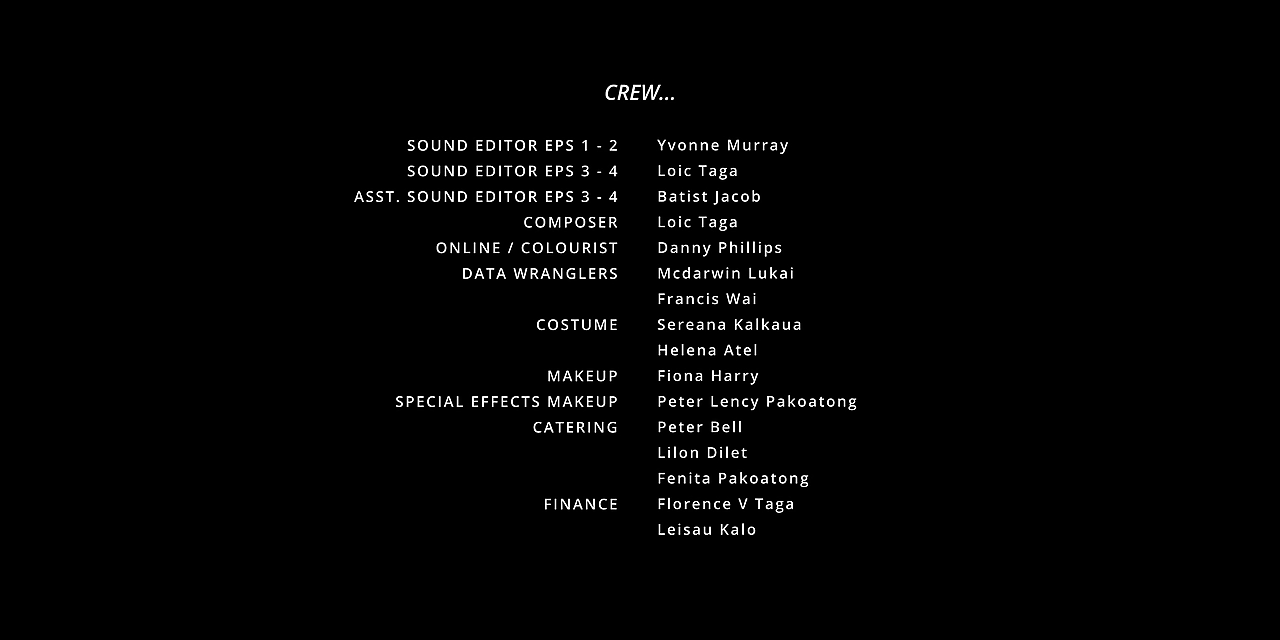 CREW...
SOUND EDITOR EPS 1 - 2 Yvonne Murray
SOUND EDITOR EPS 3 - 4 Loic Taga
ASST. SOUND EDITOR EPS 3 - 4 Batist Jacob
COMPOSER Loic Taga
ONLINE / COLOURIST Danny Phillips
DATA WRANGLERS Mcdarwin Lukai
Francis Wai
COSTUME Sereana Kalkaua
Helena Atel
MAKEUP Fiona Harry
SPECIAL EFFECTS MAKEUP Peter Lency Pakoatong
CATERING Peter Bell
Lilon Dilet
Fenita Pakoatong
FINANCE Florence V Taga
Leisau Kalo